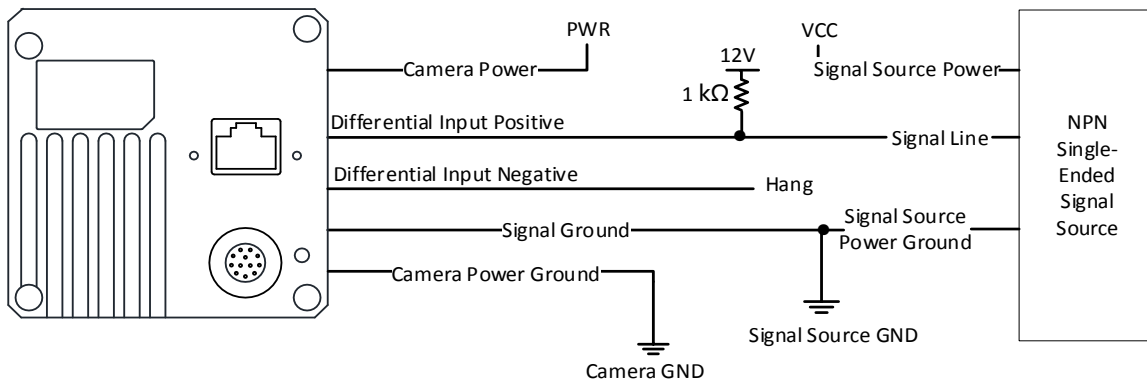 PWR
VCC
12V
Camera Power
Signal Source Power
1 kΩ
Differential Input Positive
Signal Line
NPN
Single-
Ended
Signal
Source
Differential Input Negative
Hang
Signal Ground
Signal Source
Power Ground
Camera Power Ground
Signal Source GND
Camera GND